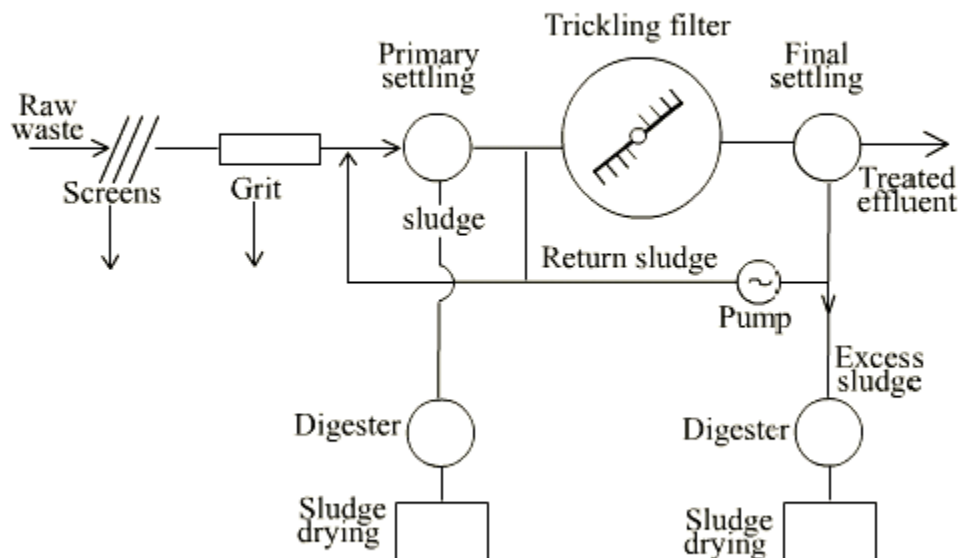 Trickling filter
Primary
settling
Final
settling
Raw
waste
Screens
Grit
sludge
Treated
effluent
Return sludge
Pump
Excess
sludge
Digester
Digester
Sludge
drying
Sludge
drying